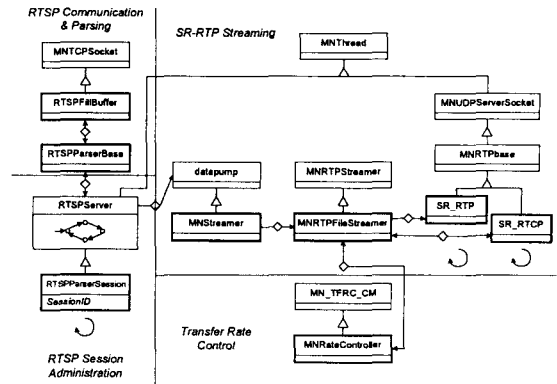 RTSP Communication
& Parsing
SR-RTP Streaming
MNTCPSocket
MNThread
RTSPFillBuffer
MNUDPServerSocket
RTSPParserBase
MNRTPbase
datapump
MNRTPStreamer
RTSPServer
SR_RTP
MNStreamer
MNRTPFileStreamer
SR_RTCP
RTSPParserSession
SessionID
MN_TFRC_CM
Transfer Rate
Control
MNRateController
RTSP Session
Administration